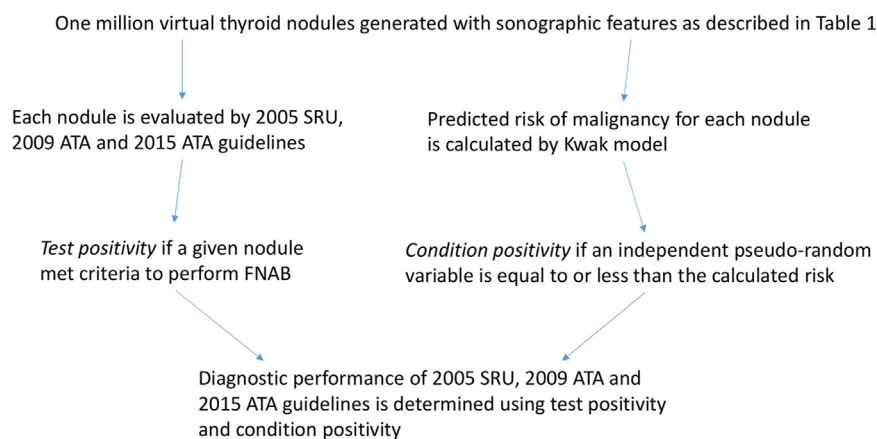 One million virtual thyroid nodules generated with sonographic features as described in Table 1
Each nodule is evaluated by 2005 SRU,
2009 ATA and 2015 ATA guidelines
Predicted risk of malignancy for each nodule
is calculated by Kwak model
Test positivity if a given nodule
met criteria to perform FNAB
Condition positivity if an independent pseudo-random
variable is equal to or less than the calculated risk
Diagnostic performance of 2005 SRU, 2009 ATA and
2015 ATA guidelines is determined using test positivity
and condition positivity